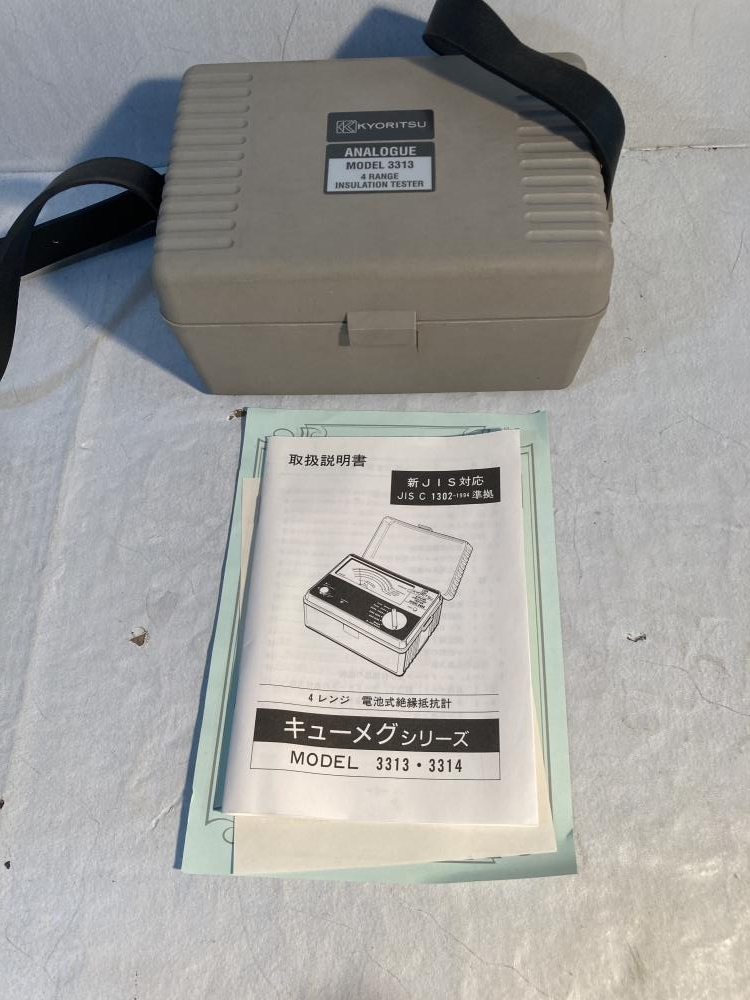 KYORITSU
ANALOGUE
MODEL 3313
4 RANGE
INSULATION TESTER
取扱説明書
新JIS対応
JIS C 1302-1994 準拠
4レンジ 電池式絶縁抵抗計
キューメグシリーズ
MODEL 3313・3314